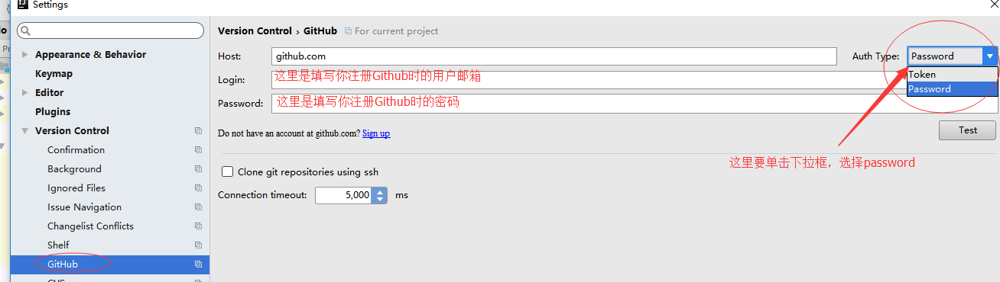 Settings
Version Control › GitHub For current project
Appearance & Behavior
Keymap
Editor
Plugins
Version Control
Confirmation
Background
Ignored Files
Issue Navigation
Changelist Conflicts
Shelf
GitHub
Host: github.com Auth Type: Password
Token
Password
Login: 这里是填写你注册Github时的用户邮箱
Password: 这里是填写你注册Github时的密码
Do not have an account at github.com? Sign up
Test
这里要单击下拉框，选择password
Clone git repositories using ssh
Connection timeout: 5,000 ms